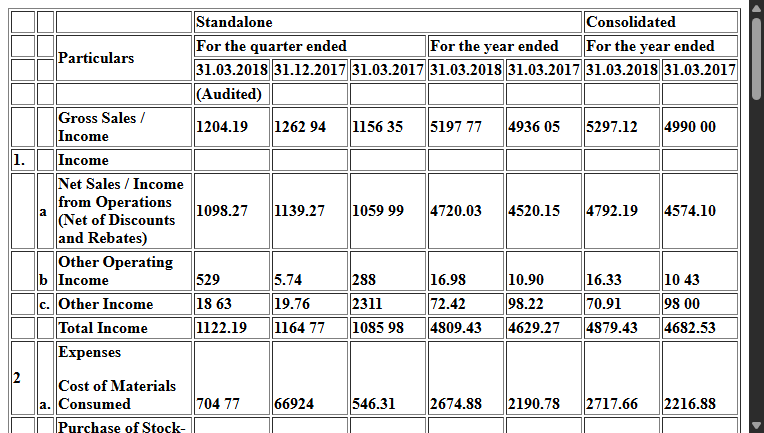 Standalone Consolidated
Particulars For the quarter ended For the year ended For the year ended
31.03.2018 31.12.2017 31.03.2017 31.03.2018 31.03.2017 31.03.2018 31.03.2017
(Audited)
Gross Sales /
Income 1204.19 1262 94 1156 35 5197 77 4936 05 5297.12 4990 00
1. Income
a Net Sales / Income
from Operations
(Net of Discounts
and Rebates) 1098.27 1139.27 1059 99 4720.03 4520.15 4792.19 4574.10
Other Operating
b Income 529 5.74 288 16.98 10.90 16.33 10 43
c. Other Income 18 63 19.76 2311 72.42 98.22 70.91 98 00
Total Income 1122.19 1164 77 1085 98 4809.43 4629.27 4879.43 4682.53
2 Expenses
Cost of Materials
a. Consumed 704 77 66924 546.31 2674.88 2190.78 2717.66 2216.88
Purchase of Stock-